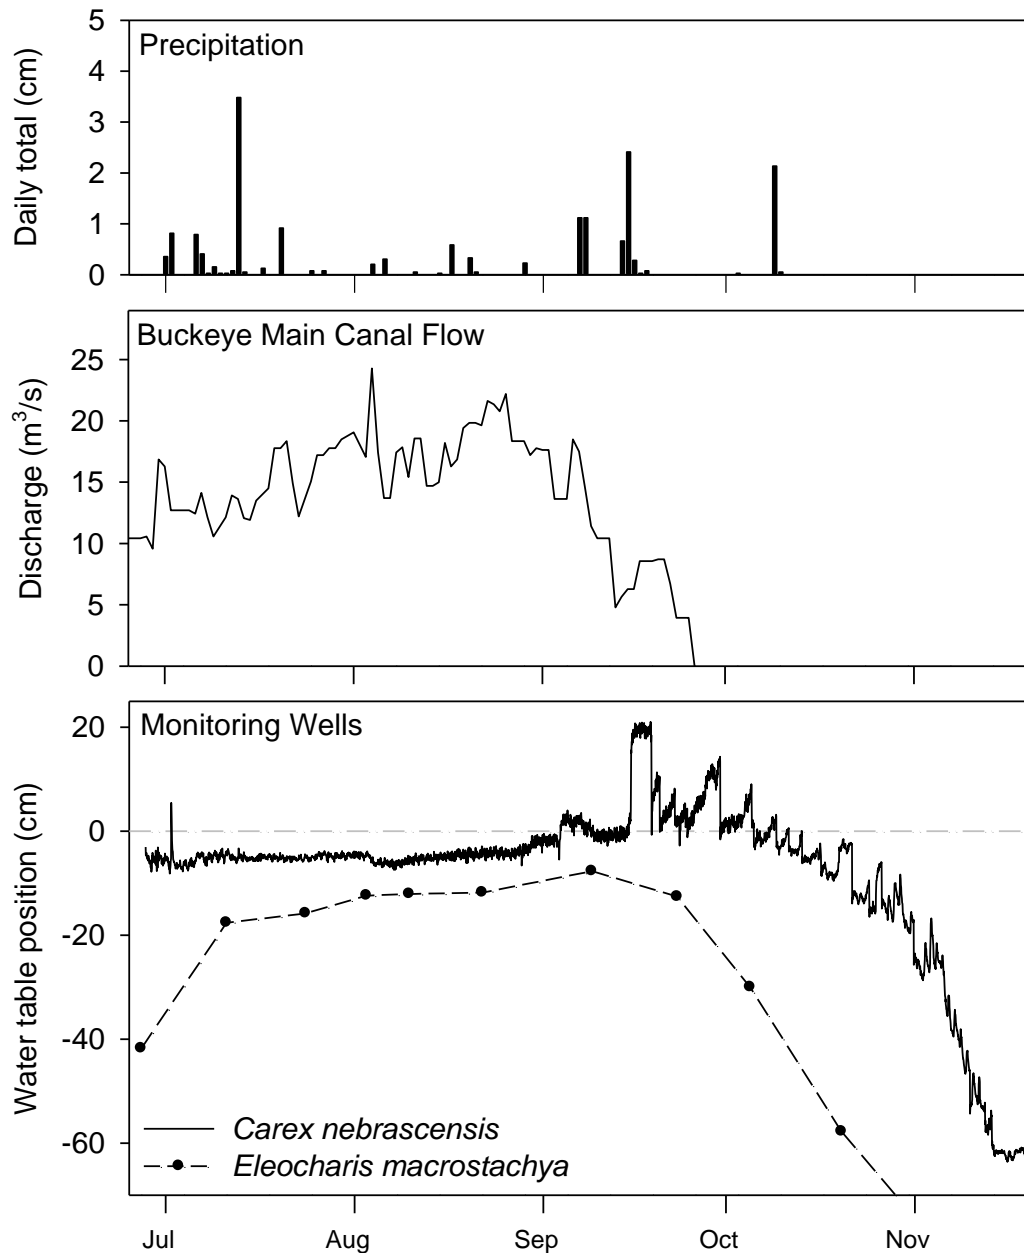 Precipitation
Daily total (cm)
5
4
3
2
1
0
Buckeye Main Canal Flow
Discharge (m³/s)
25
20
15
10
5
0
Monitoring Wells
Water table position (cm)
20
0
-20
-40
-60
Carex nebrascensis
Eleocharis macrostachya
Jul Aug Sep Oct Nov